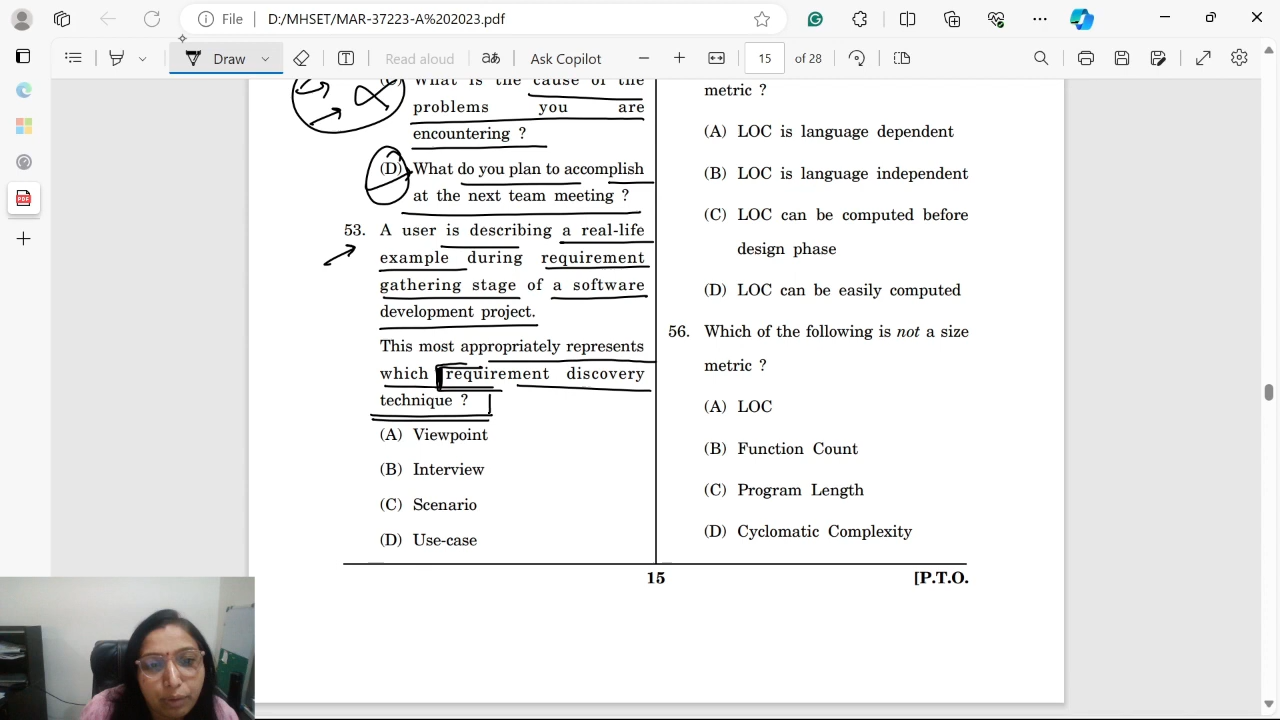 File
D:/MHSET/MAR-37223-A%202023.pdf
Draw
Read aloud
aあ
Ask Copilot
15
of 28
(C) What is the cause of the
problems you are
encountering ?
(D) What do you plan to accomplish
at the next team meeting ?
53. A user is describing a real-life
example during requirement
gathering stage of a software
development project.
This most appropriately represents
which requirement discovery
technique ?
(A) Viewpoint
(B) Interview
(C) Scenario
(D) Use-case
metric ?
(A) LOC is language dependent
(B) LOC is language independent
(C) LOC can be computed before
design phase
(D) LOC can be easily computed
56. Which of the following is not a size
metric ?
(A) LOC
(B) Function Count
(C) Program Length
(D) Cyclomatic Complexity
15
[P.T.O.
PDF